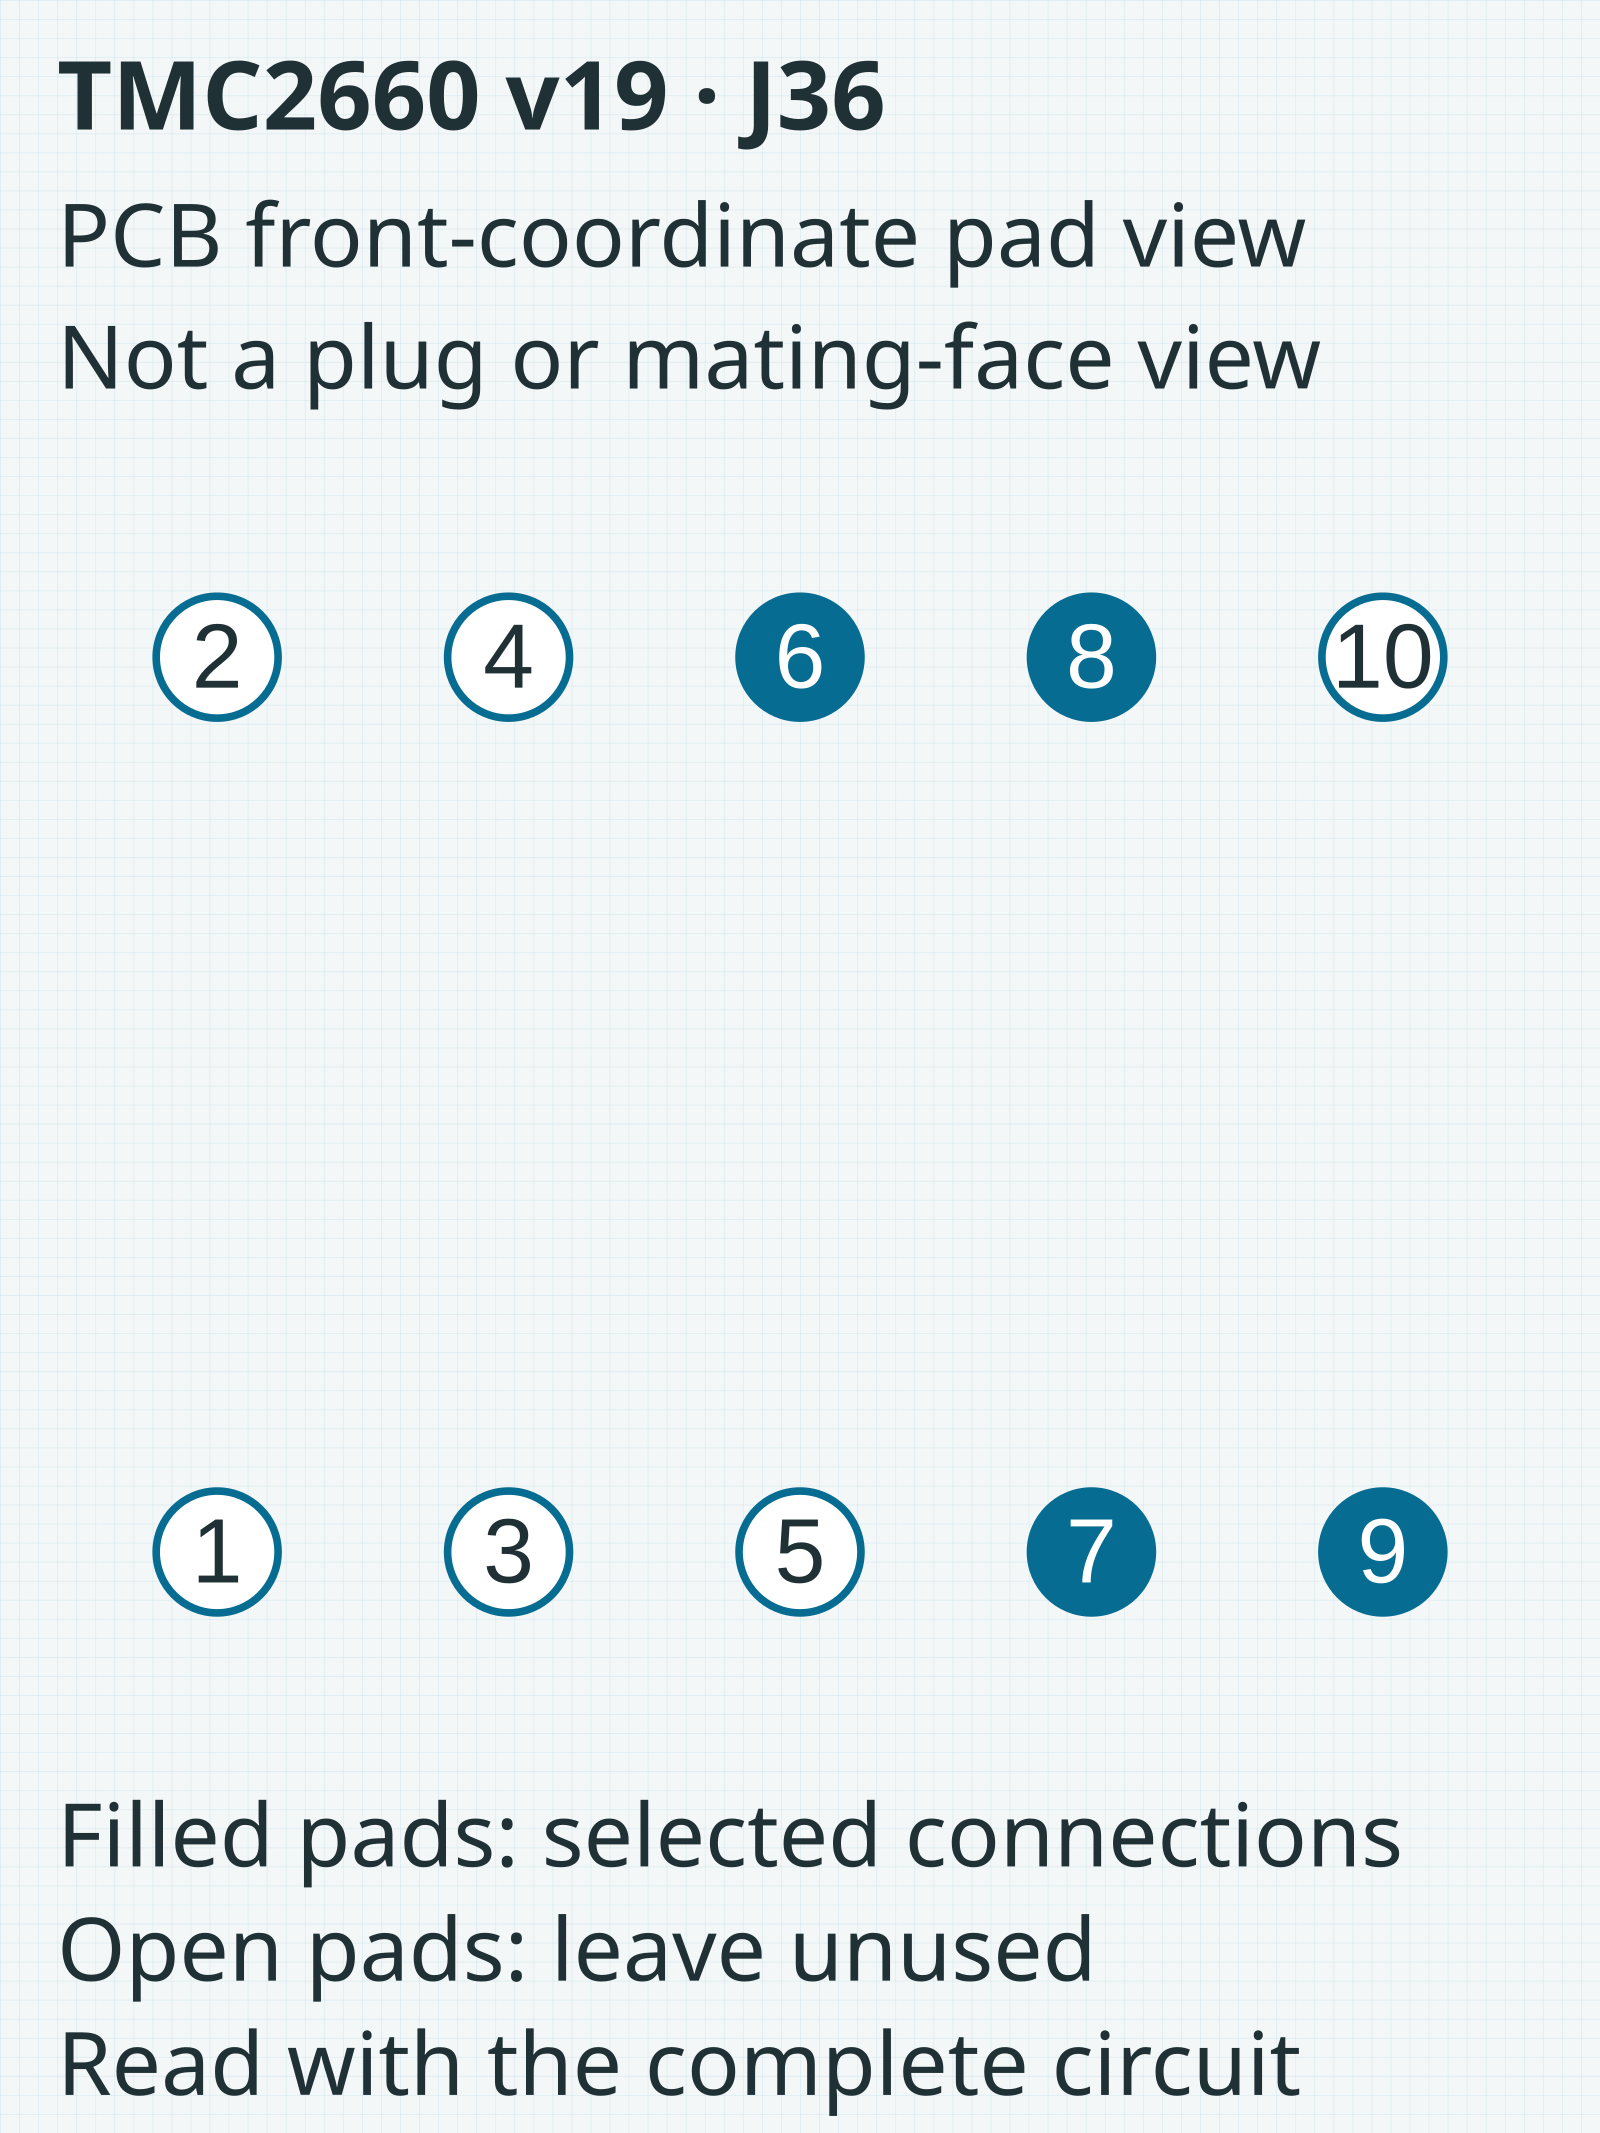 TMC2660 v19 · J36
PCB front-coordinate pad view
Not a plug or mating-face view
2 4 6 8 10
1 3 5 7 9
Filled pads: selected connections
Open pads: leave unused
Read with the complete circuit